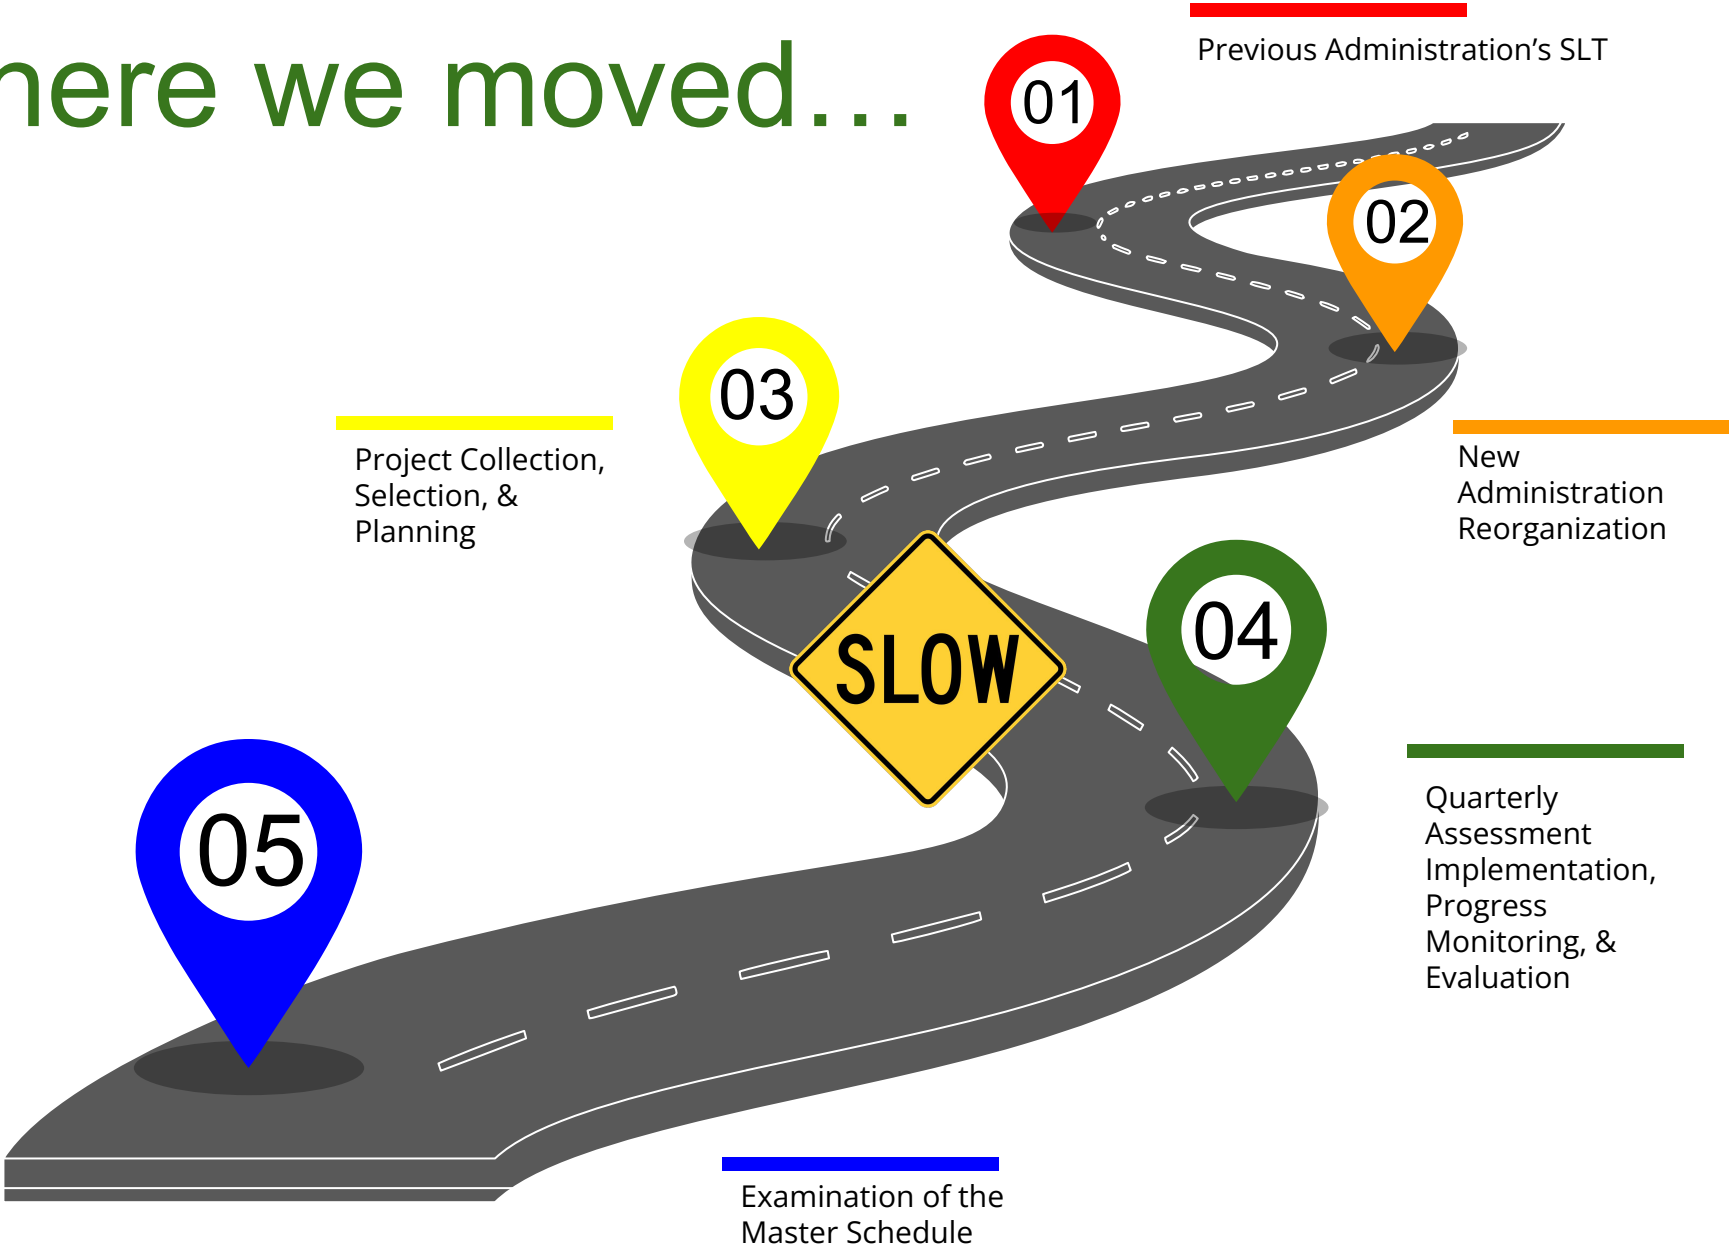 here we moved…
01
Previous Administration’s SLT
02
New
Administration
Reorganization
03
Project Collection,
Selection, &
Planning
SLOW
04
Quarterly
Assessment
Implementation,
Progress
Monitoring, &
Evaluation
05
Examination of the
Master Schedule